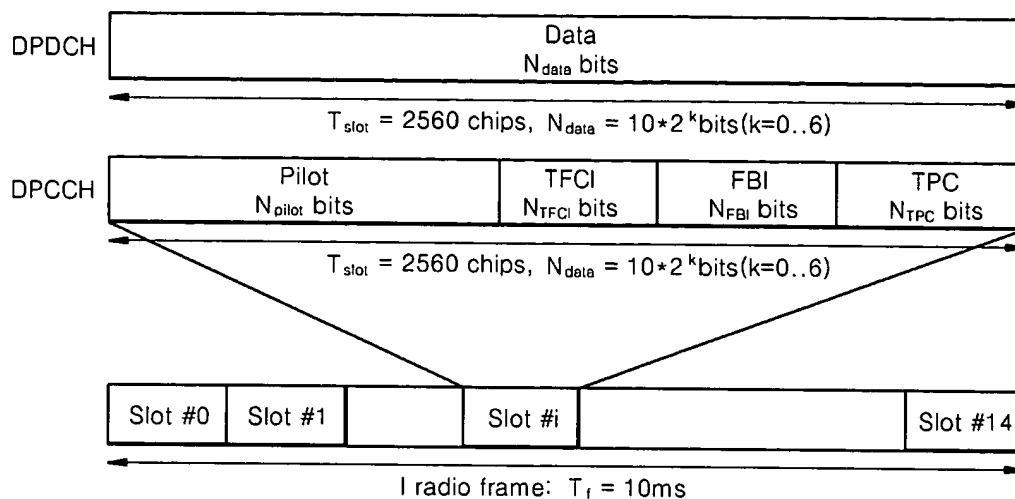 DPDCH
Data
N_data bits
T_slot = 2560 chips, N_data = 10*2^k bits(k=0..6)
DPCCH
Pilot
N_pilot bits
TFCI
N_TFCI bits
FBI
N_FBI bits
TPC
N_TPC bits
T_slot = 2560 chips, N_data = 10*2^k bits(k=0..6)
Slot #0
Slot #1
Slot #i
Slot #14
I radio frame: T_f = 10ms